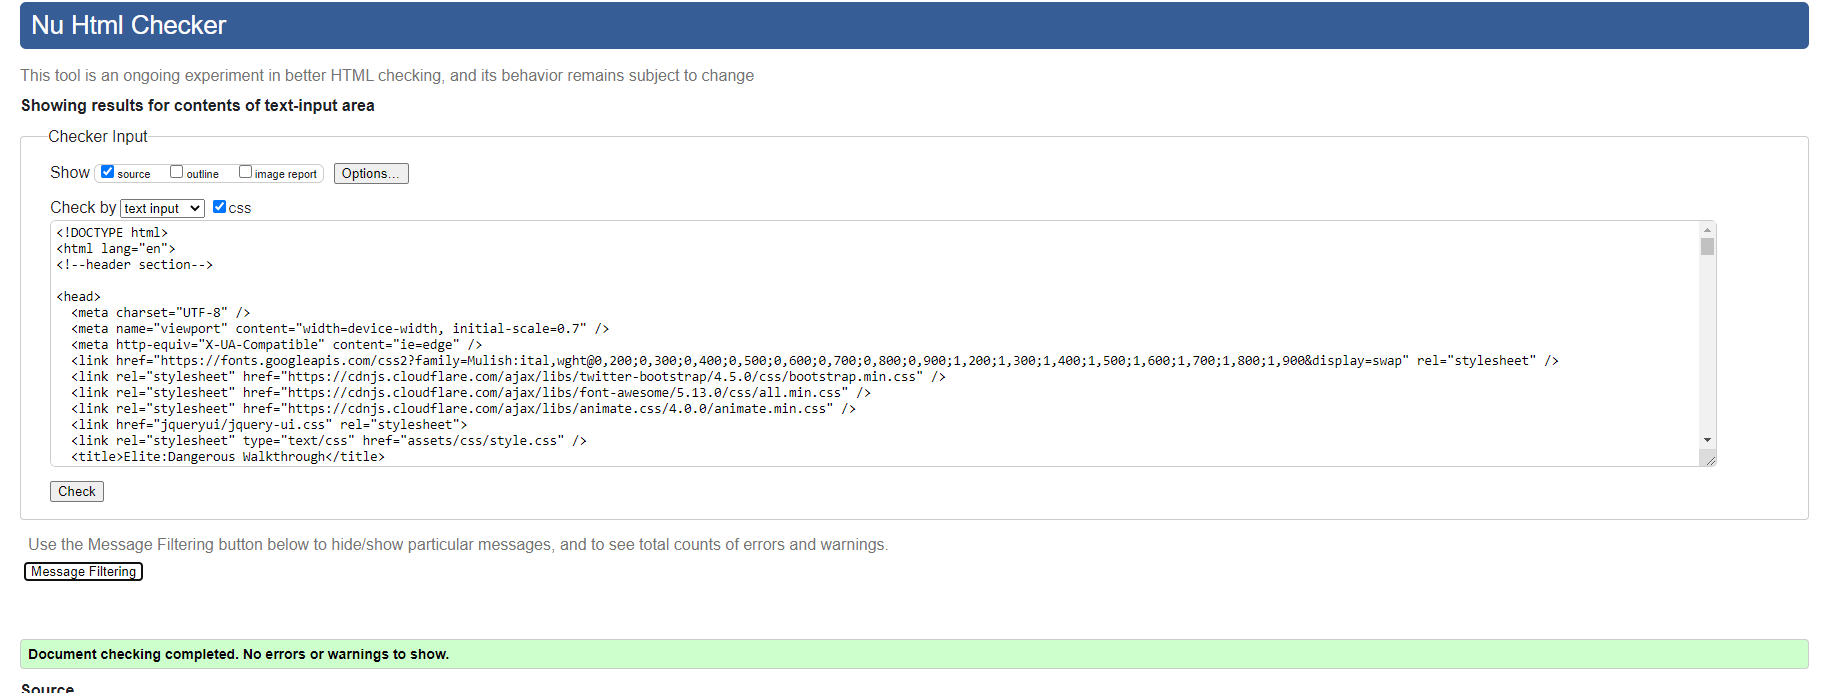 Nu Html Checker
This tool is an ongoing experiment in better HTML checking, and its behavior remains subject to change
Showing results for contents of text-input area
Checker Input
Show source outline image report Options...
Check by text input css
<!DOCTYPE html>
<html lang="en">
<!--header section-->
<head>
<meta charset="UTF-8" />
<meta name="viewport" content="width=device-width, initial-scale=0.7" />
<meta http-equiv="X-UA-Compatible" content="ie=edge" />
<link href="https://fonts.googleapis.com/css2?family=Mulish:ital,wght@0,200;0,300;0,400;0,500;0,600;0,700;0,800;0,900;1,200;1,300;1,400;1,500;1,600;1,700;1,800;1,900&display=swap" rel="stylesheet" />
<link rel="stylesheet" href="https://cdnjs.cloudflare.com/ajax/libs/twitter-bootstrap/4.5.0/css/bootstrap.min.css" />
<link rel="stylesheet" href="https://cdnjs.cloudflare.com/ajax/libs/font-awesome/5.13.0/css/all.min.css" />
<link rel="stylesheet" href="https://cdnjs.cloudflare.com/ajax/libs/animate.css/4.0.0/animate.min.css" />
<link href="jqueryui/jquery-ui.css" rel="stylesheet">
<link rel="stylesheet" type="text/css" href="assets/css/style.css" />
<title>Elite:Dangerous Walkthrough</title>
Check
Use the Message Filtering button below to hide/show particular messages, and to see total counts of errors and warnings.
Message Filtering
Document checking completed. No errors or warnings to show.
Source